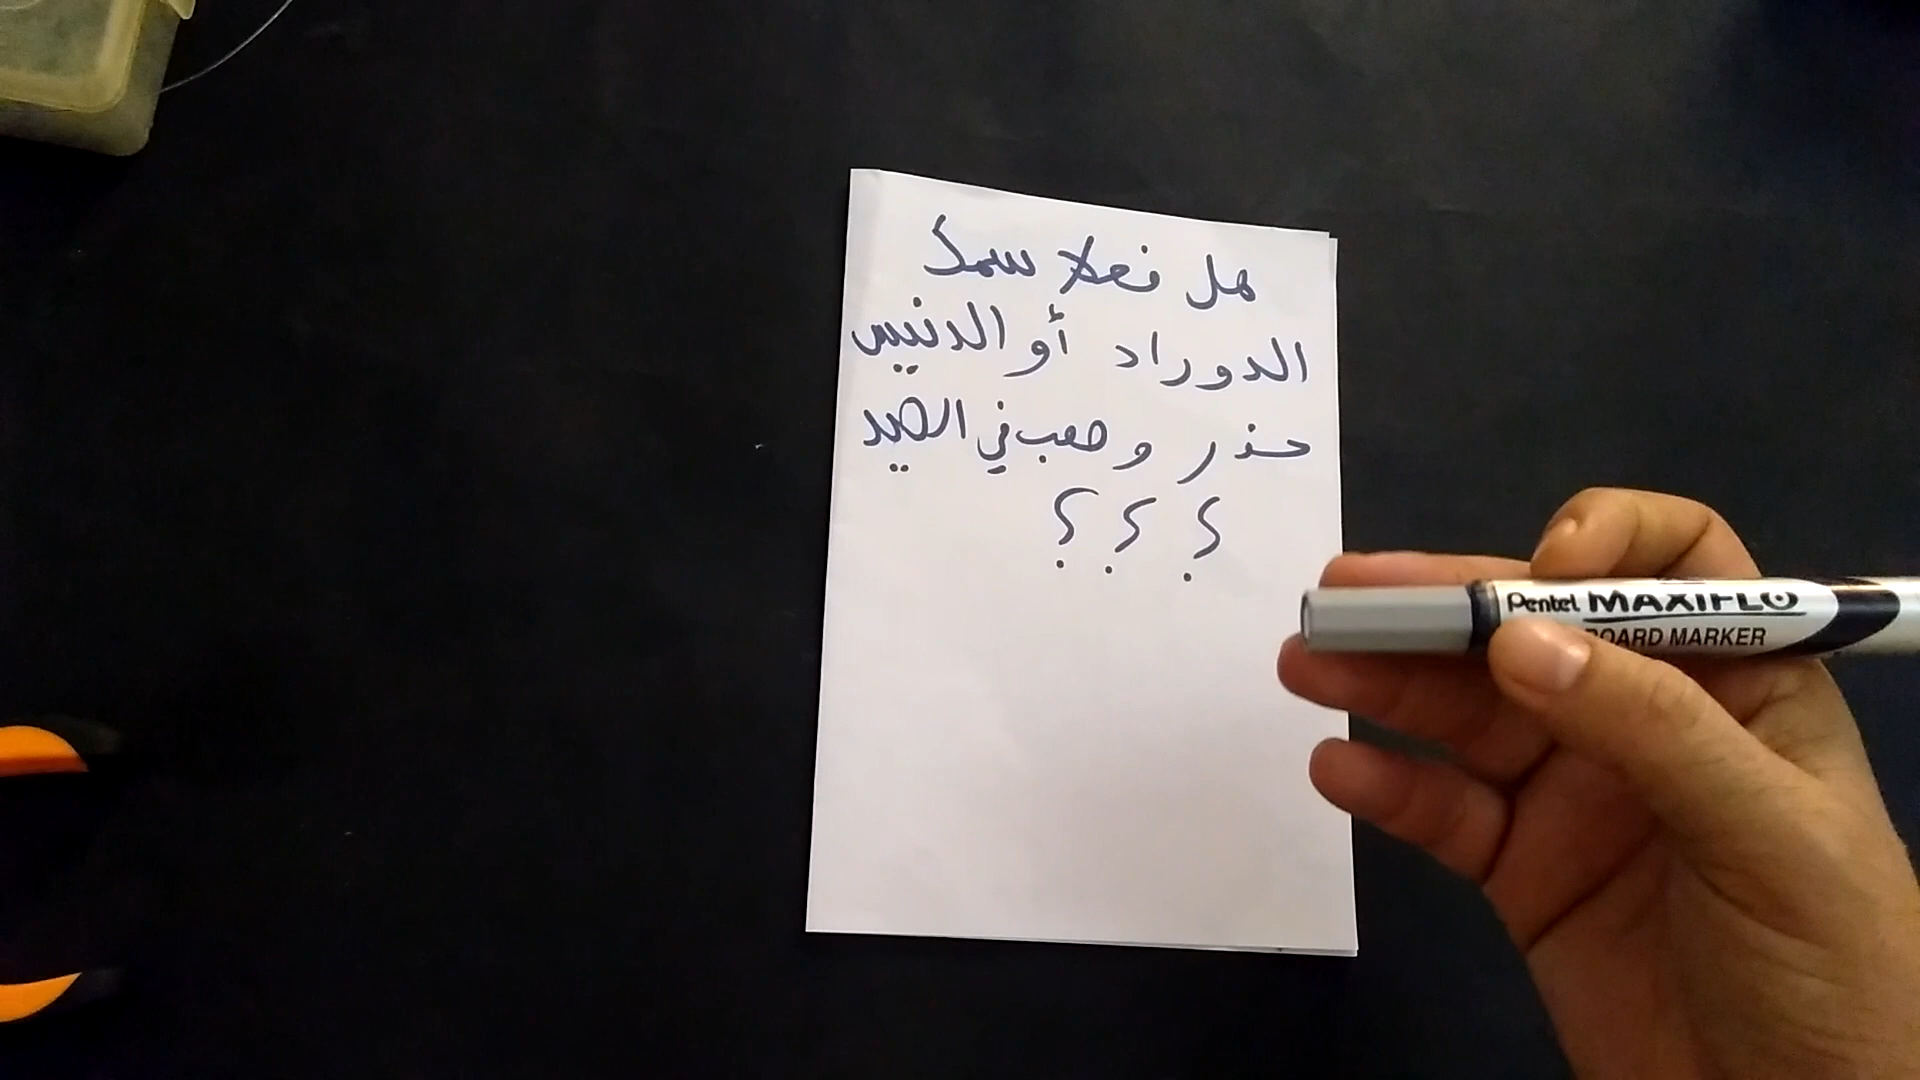 هل فعلا سمك
الدوراد أو الدنيس
حذر وصعب في الصيد
؟ ؟ ؟
Pentel MAXIFLO
BOARD MARKER